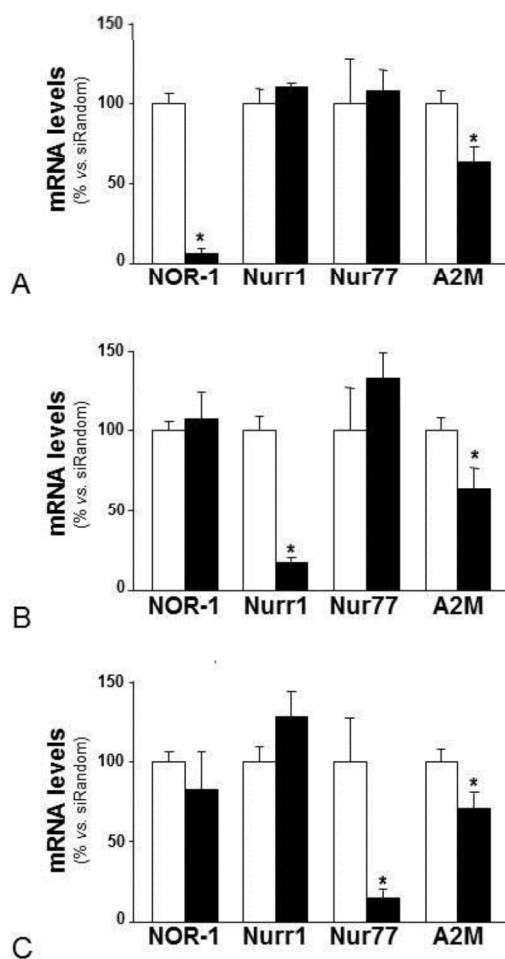 150
100
50
0
mRNA levels
(% vs. siRandom)
*
*
NOR-1 Nurr1 Nur77 A2M
A
150
100
50
0
mRNA levels
(% vs. siRandom)
*
*
NOR-1 Nurr1 Nur77 A2M
B
150
100
50
0
mRNA levels
(% vs. siRandom)
*
*
NOR-1 Nurr1 Nur77 A2M
C